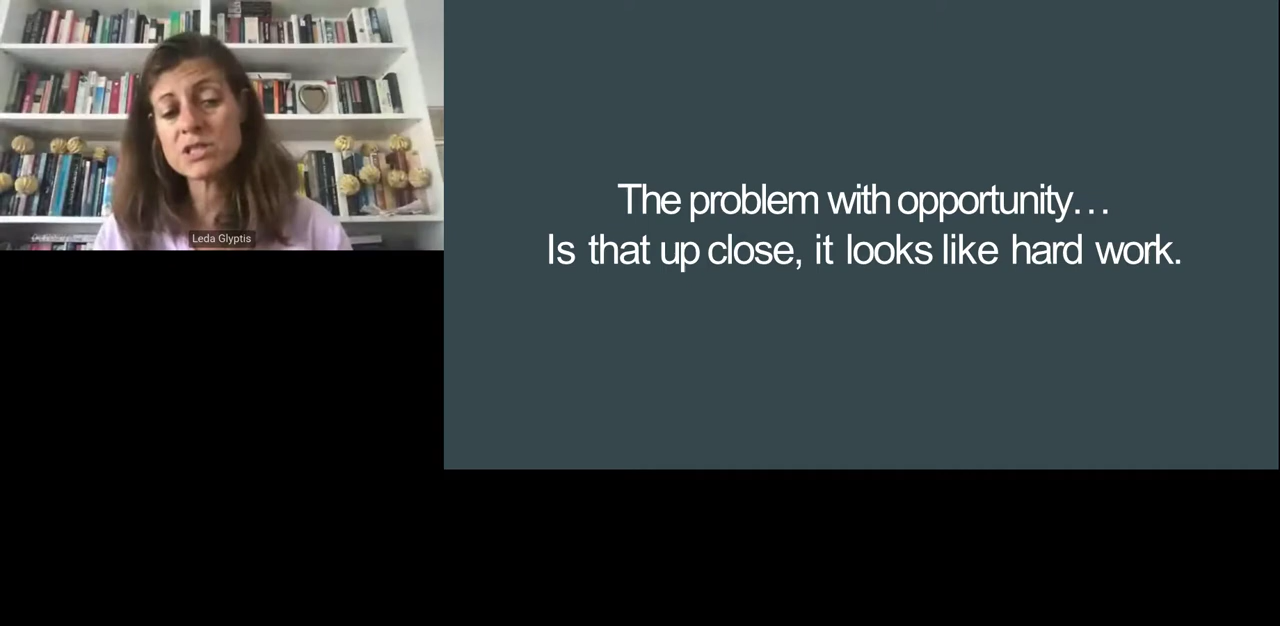 Leda Glyptis
The problem with opportunity…
Is that up close, it looks like hard work.